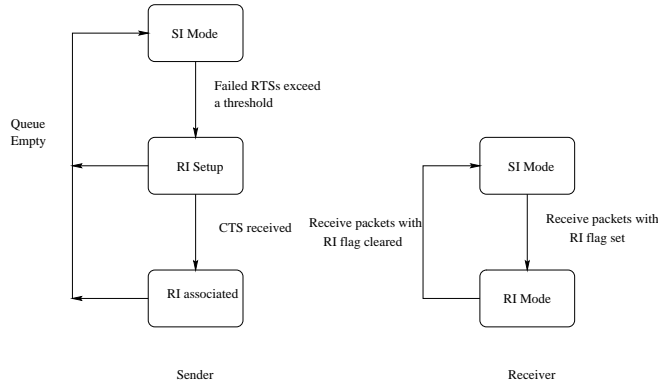 SI Mode
Failed RTSs exceed
a threshold
Queue
Empty
RI Setup
CTS received
RI associated
Sender
SI Mode
Receive packets with
RI flag cleared
Receive packets with
RI flag set
RI Mode
Receiver